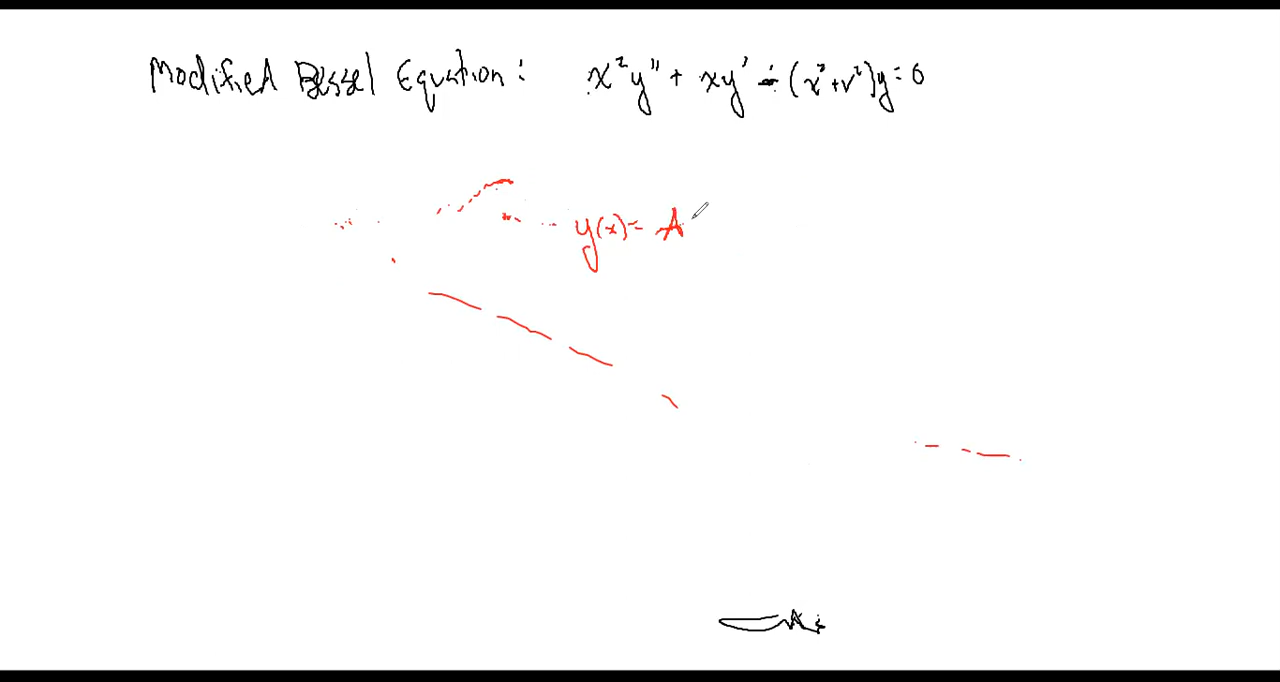 Modified Bessel Equation: x²y'' + xy' - (x²+ν²)y=0
y(x)= A